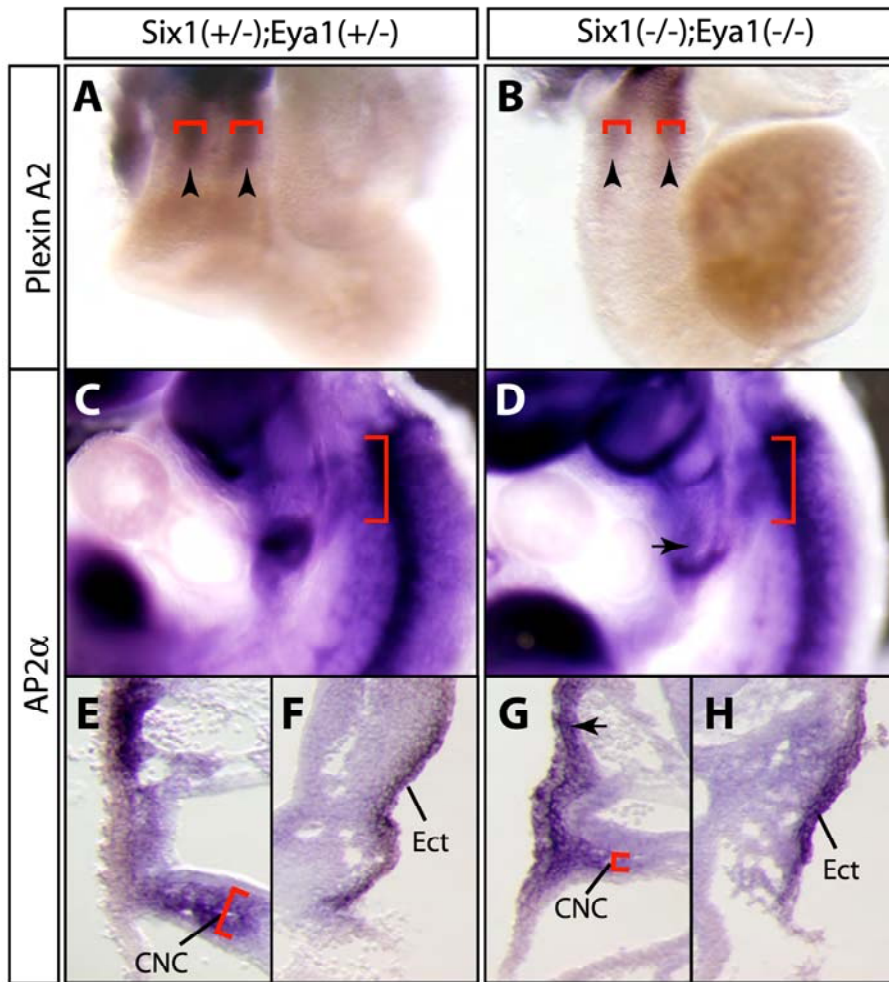 Six1(+/-);Eya1(+/-)
Six1(-/-);Eya1(-/-)
Plexin A2
A
B
AP2α
C
D
E
CNC
F
Ect
G
CNC
H
Ect